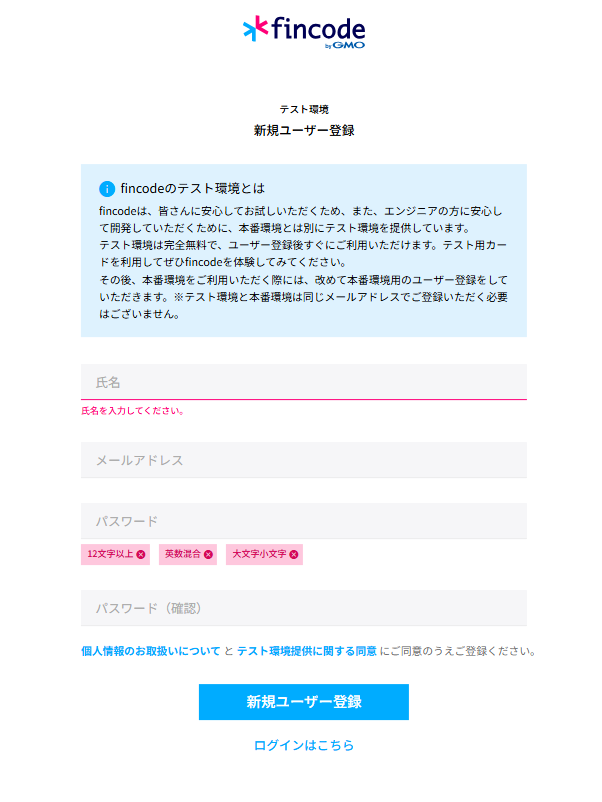 fincode
by GMO
テスト環境
新規ユーザー登録
fincodeのテスト環境とは
fincodeは、皆さんに安心してお試しいただくため、また、エンジニアの方に安心し
て開発していただくために、本番環境とは別にテスト環境を提供しています。
テスト環境は完全無料で、ユーザー登録後すぐにご利用いただけます。テスト用カー
ドを利用してぜひfincodeを体験してみてください。
その後、本番環境をご利用いただく際には、改めて本番環境用のユーザー登録をして
いただきます。※テスト環境と本番環境は同じメールアドレスでご登録いただく必要
はございません。
氏名
氏名を入力してください。
メールアドレス
パスワード
12文字以上 英数混合 大文字小文字
パスワード（確認）
個人情報のお取扱いについて と テスト環境提供に関する同意 にご同意のうえご登録ください。
新規ユーザー登録
ログインはこちら